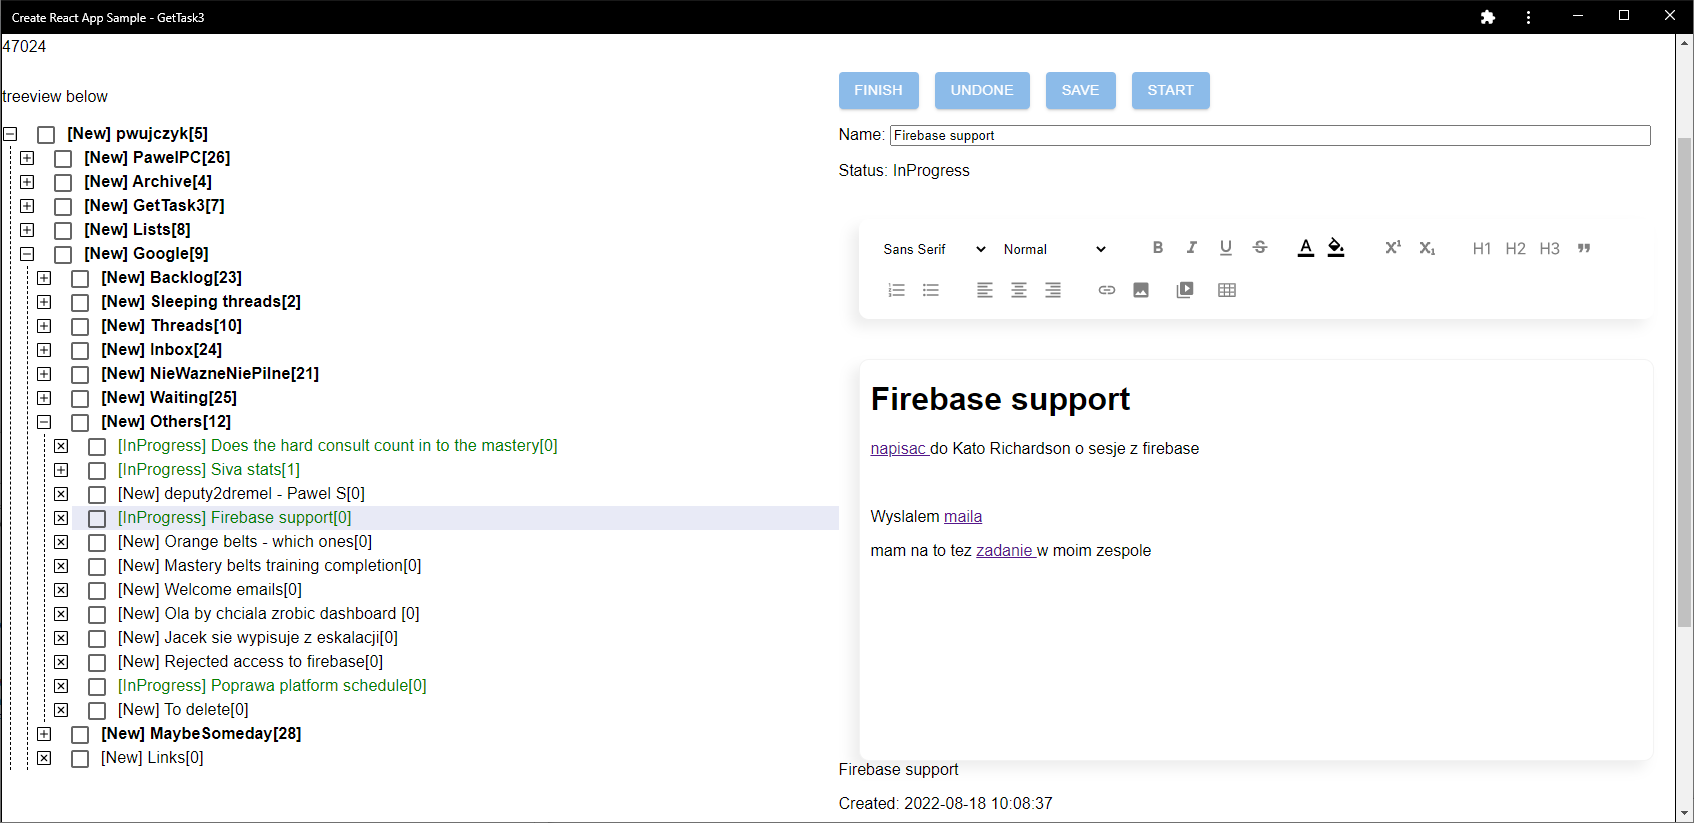 Create React App Sample - GetTask3
47024
treeview below
[New] pwujczyk[5]
[New] PawelPC[26]
[New] Archive[4]
[New] GetTask3[7]
[New] Lists[8]
[New] Google[9]
[New] Backlog[23]
[New] Sleeping threads[2]
[New] Threads[10]
[New] Inbox[24]
[New] NieWazneNiePilne[21]
[New] Waiting[25]
[New] Others[12]
[InProgress] Does the hard consult count in to the mastery[0]
[InProgress] Siva stats[1]
[New] deputy2dremel - Pawel S[0]
[InProgress] Firebase support[0]
[New] Orange belts - which ones[0]
[New] Mastery belts training completion[0]
[New] Welcome emails[0]
[New] Ola by chciala zrobic dashboard [0]
[New] Jacek sie wypisuje z eskalacji[0]
[New] Rejected access to firebase[0]
[InProgress] Poprawa platform schedule[0]
[New] To delete[0]
[New] MaybeSomeday[28]
[New] Links[0]
FINISH UNDONE SAVE START
Name: Firebase support
Status: InProgress
Sans Serif Normal B I U S A X¹ X₁ H1 H2 H3 ”
Firebase support
napisac do Kato Richardson o sesje z firebase
Wyslalem maila
mam na to tez zadanie w moim zespole
Firebase support
Created: 2022-08-18 10:08:37